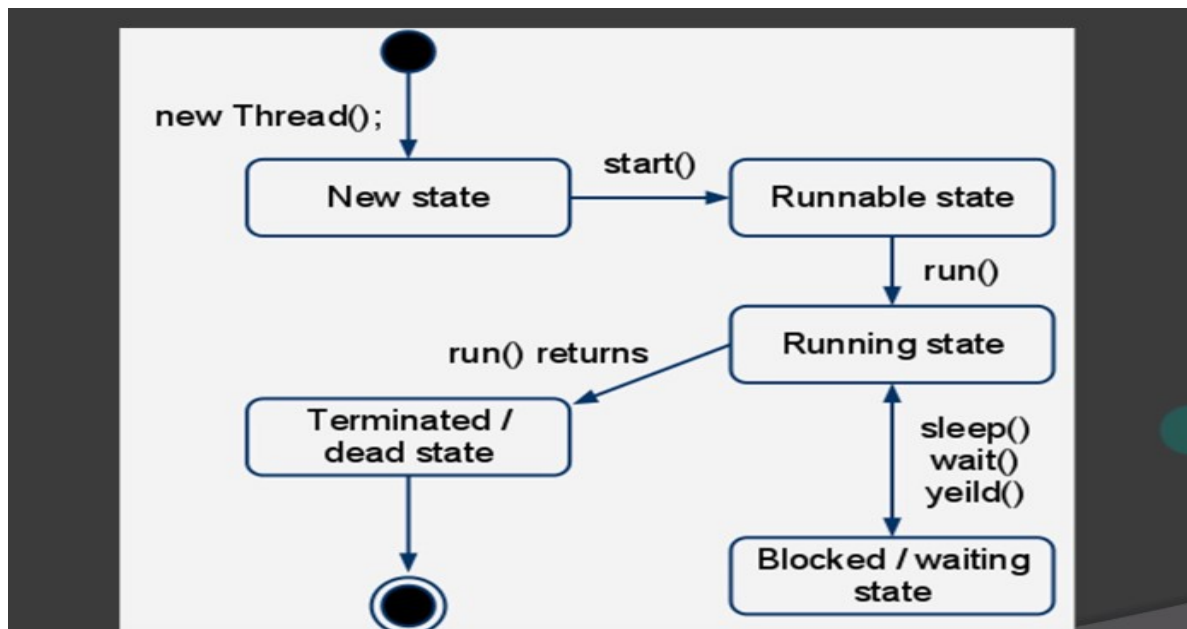 new Thread();
New state
start()
Runnable state
run()
Running state
run() returns
Terminated /
dead state
sleep()
wait()
yeild()
Blocked / waiting
state